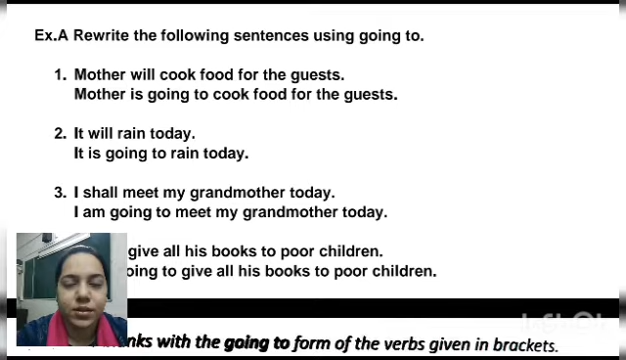 Ex.A Rewrite the following sentences using going to.
1. Mother will cook food for the guests.
Mother is going to cook food for the guests.
2. It will rain today.
It is going to rain today.
3. I shall meet my grandmother today.
I am going to meet my grandmother today.
give all his books to poor children.
oing to give all his books to poor children.
nks with the going to form of the verbs given in brackets.